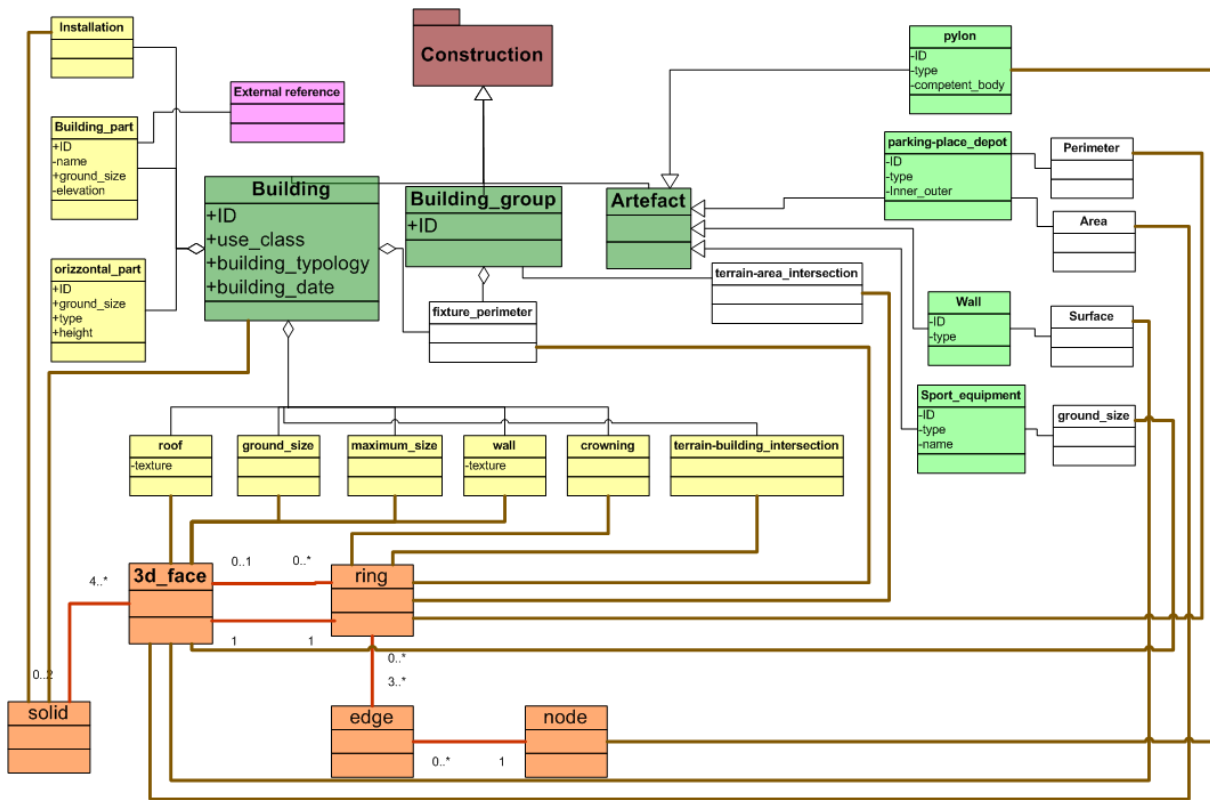 Installation
Construction
pylon
-ID
-type
-competent_body
External reference
Building_part
+ID
-name
+ground_size
-elevation
parking-place_depot
-ID
-type
-Inner_outer
Perimeter
Area
Building
+ID
+use_class
+building_typology
+building_date
Building_group
+ID
Artefact
orizzontal_part
+ID
+ground_size
+type
+height
terrain-area_intersection
fixture_perimeter
Wall
-ID
-type
Surface
Sport_equipment
-ID
-type
-name
ground_size
roof
-texture
ground_size
maximum_size
wall
-texture
crowning
terrain-building_intersection
3d_face
0..1
0..*
ring
4..*
1
1
0..*
3..*
0..2
solid
edge
node
0..*
1